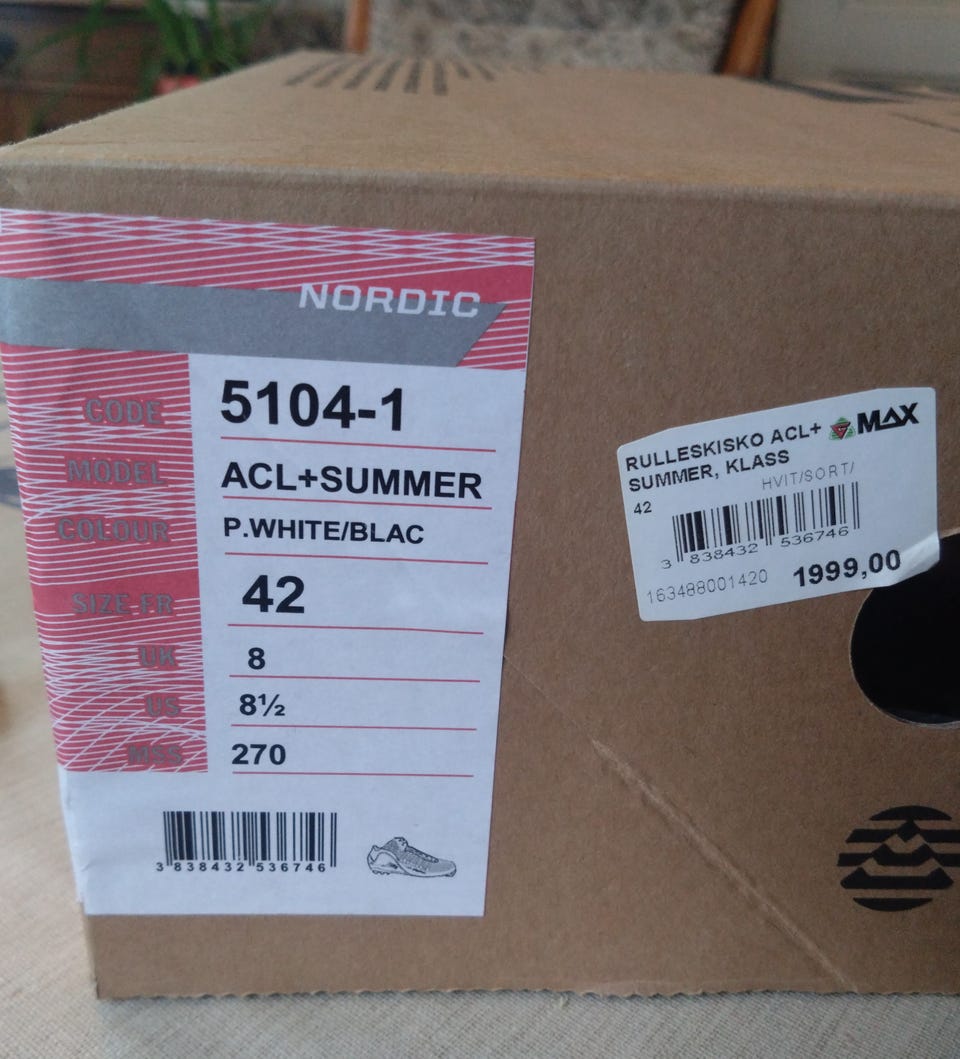 NORDIC
CODE 5104-1
MODEL ACL+SUMMER
COLOUR P.WHITE/BLAC
SIZE-FR 42
UK 8
US 8½
MSS 270
3 838432 536746
RULLESKISKO ACL+ MAX
SUMMER, KLASS
HVIT/SORT/
42
3 838432 536746
163488001420 1999,00